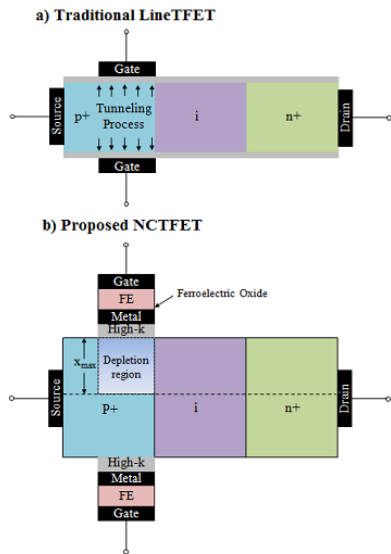 a) Traditional LineTFET
Gate
Source
p+
Tunneling
Process
i
n+
Drain
Gate
b) Proposed NCTFET
Gate
FE
Ferroelectric Oxide
Metal
High-k
xmax
Depletion
region
Source
P+
i
n+
Drain
High-k
Metal
FE
Gate